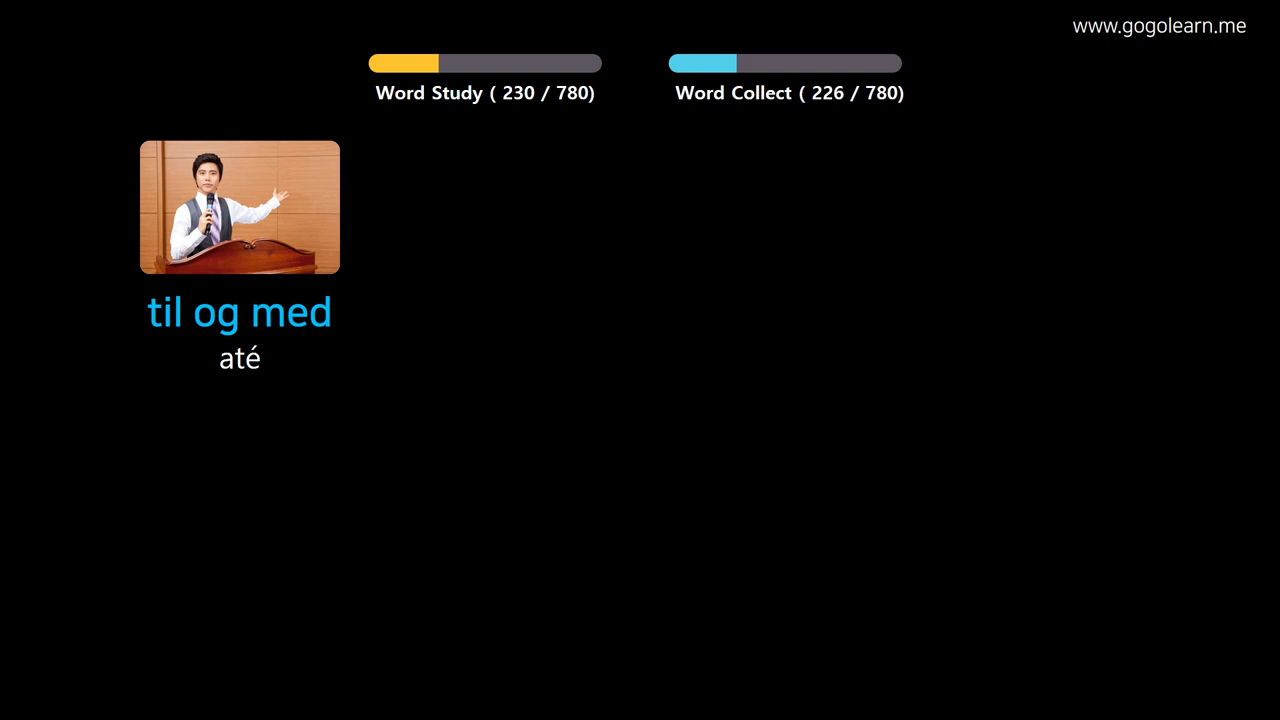 www.gogolearn.me
Word Study ( 230 / 780)
Word Collect ( 226 / 780)
til og med
até